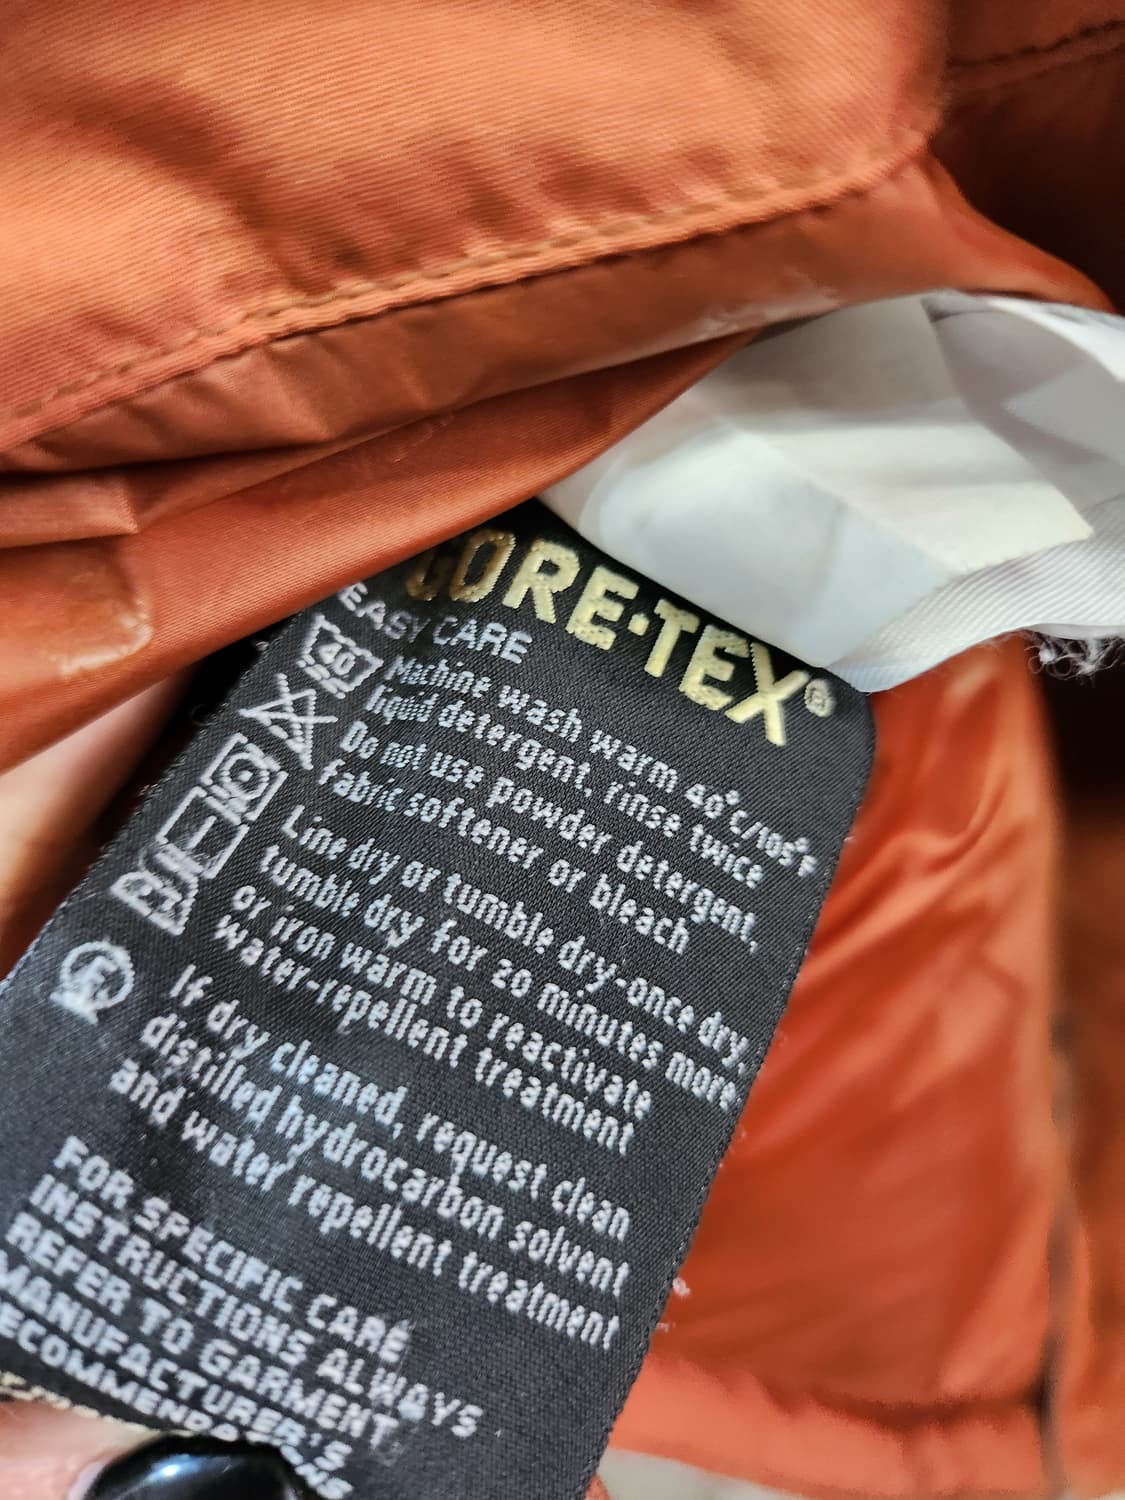 GORE·TEX®
EASY CARE
40
Machine wash warm 40°c/105°F
liquid detergent, rinse twice
Do not use powder detergent,
fabric softener or bleach
Line dry or tumble dry-once dry,
tumble dry for 20 minutes more
or iron warm to reactivate
water-repellent treatment
F
If dry cleaned, request clean
distilled hydrocarbon solvent
and water repellent treatment
FOR SPECIFIC CARE
INSTRUCTIONS ALWAYS
REFER TO GARMENT
MANUFACTURER'S